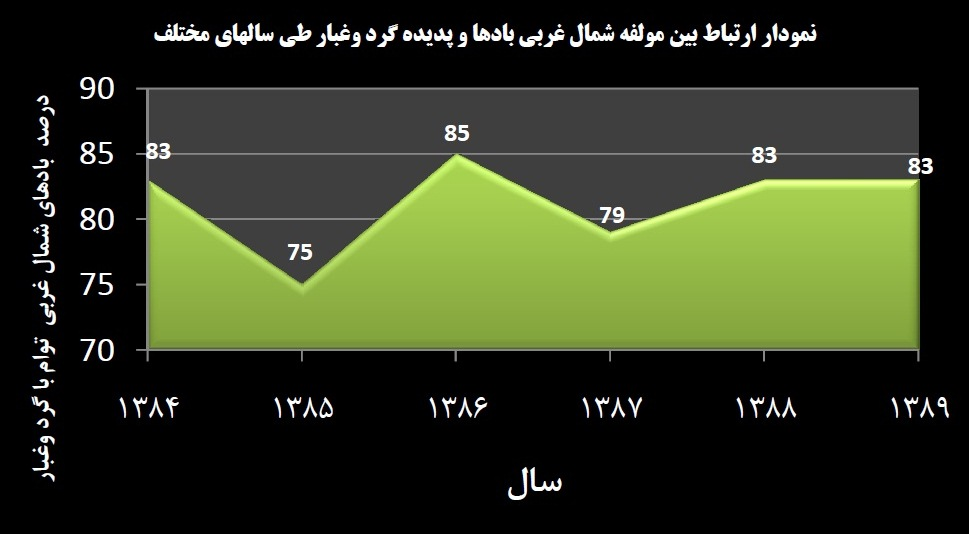 نمودار ارتباط بین مولفه شمال غربی بادها و پدیده گرد وغبار طی سالهای مختلف
درصد بادهای شمال غربی توام با گرد وغبار
90
85
80
75
70
83
75
85
79
83
83
۱۳۸۴ ۱۳۸۵ ۱۳۸۶ ۱۳۸۷ ۱۳۸۸ ۱۳۸۹
سال